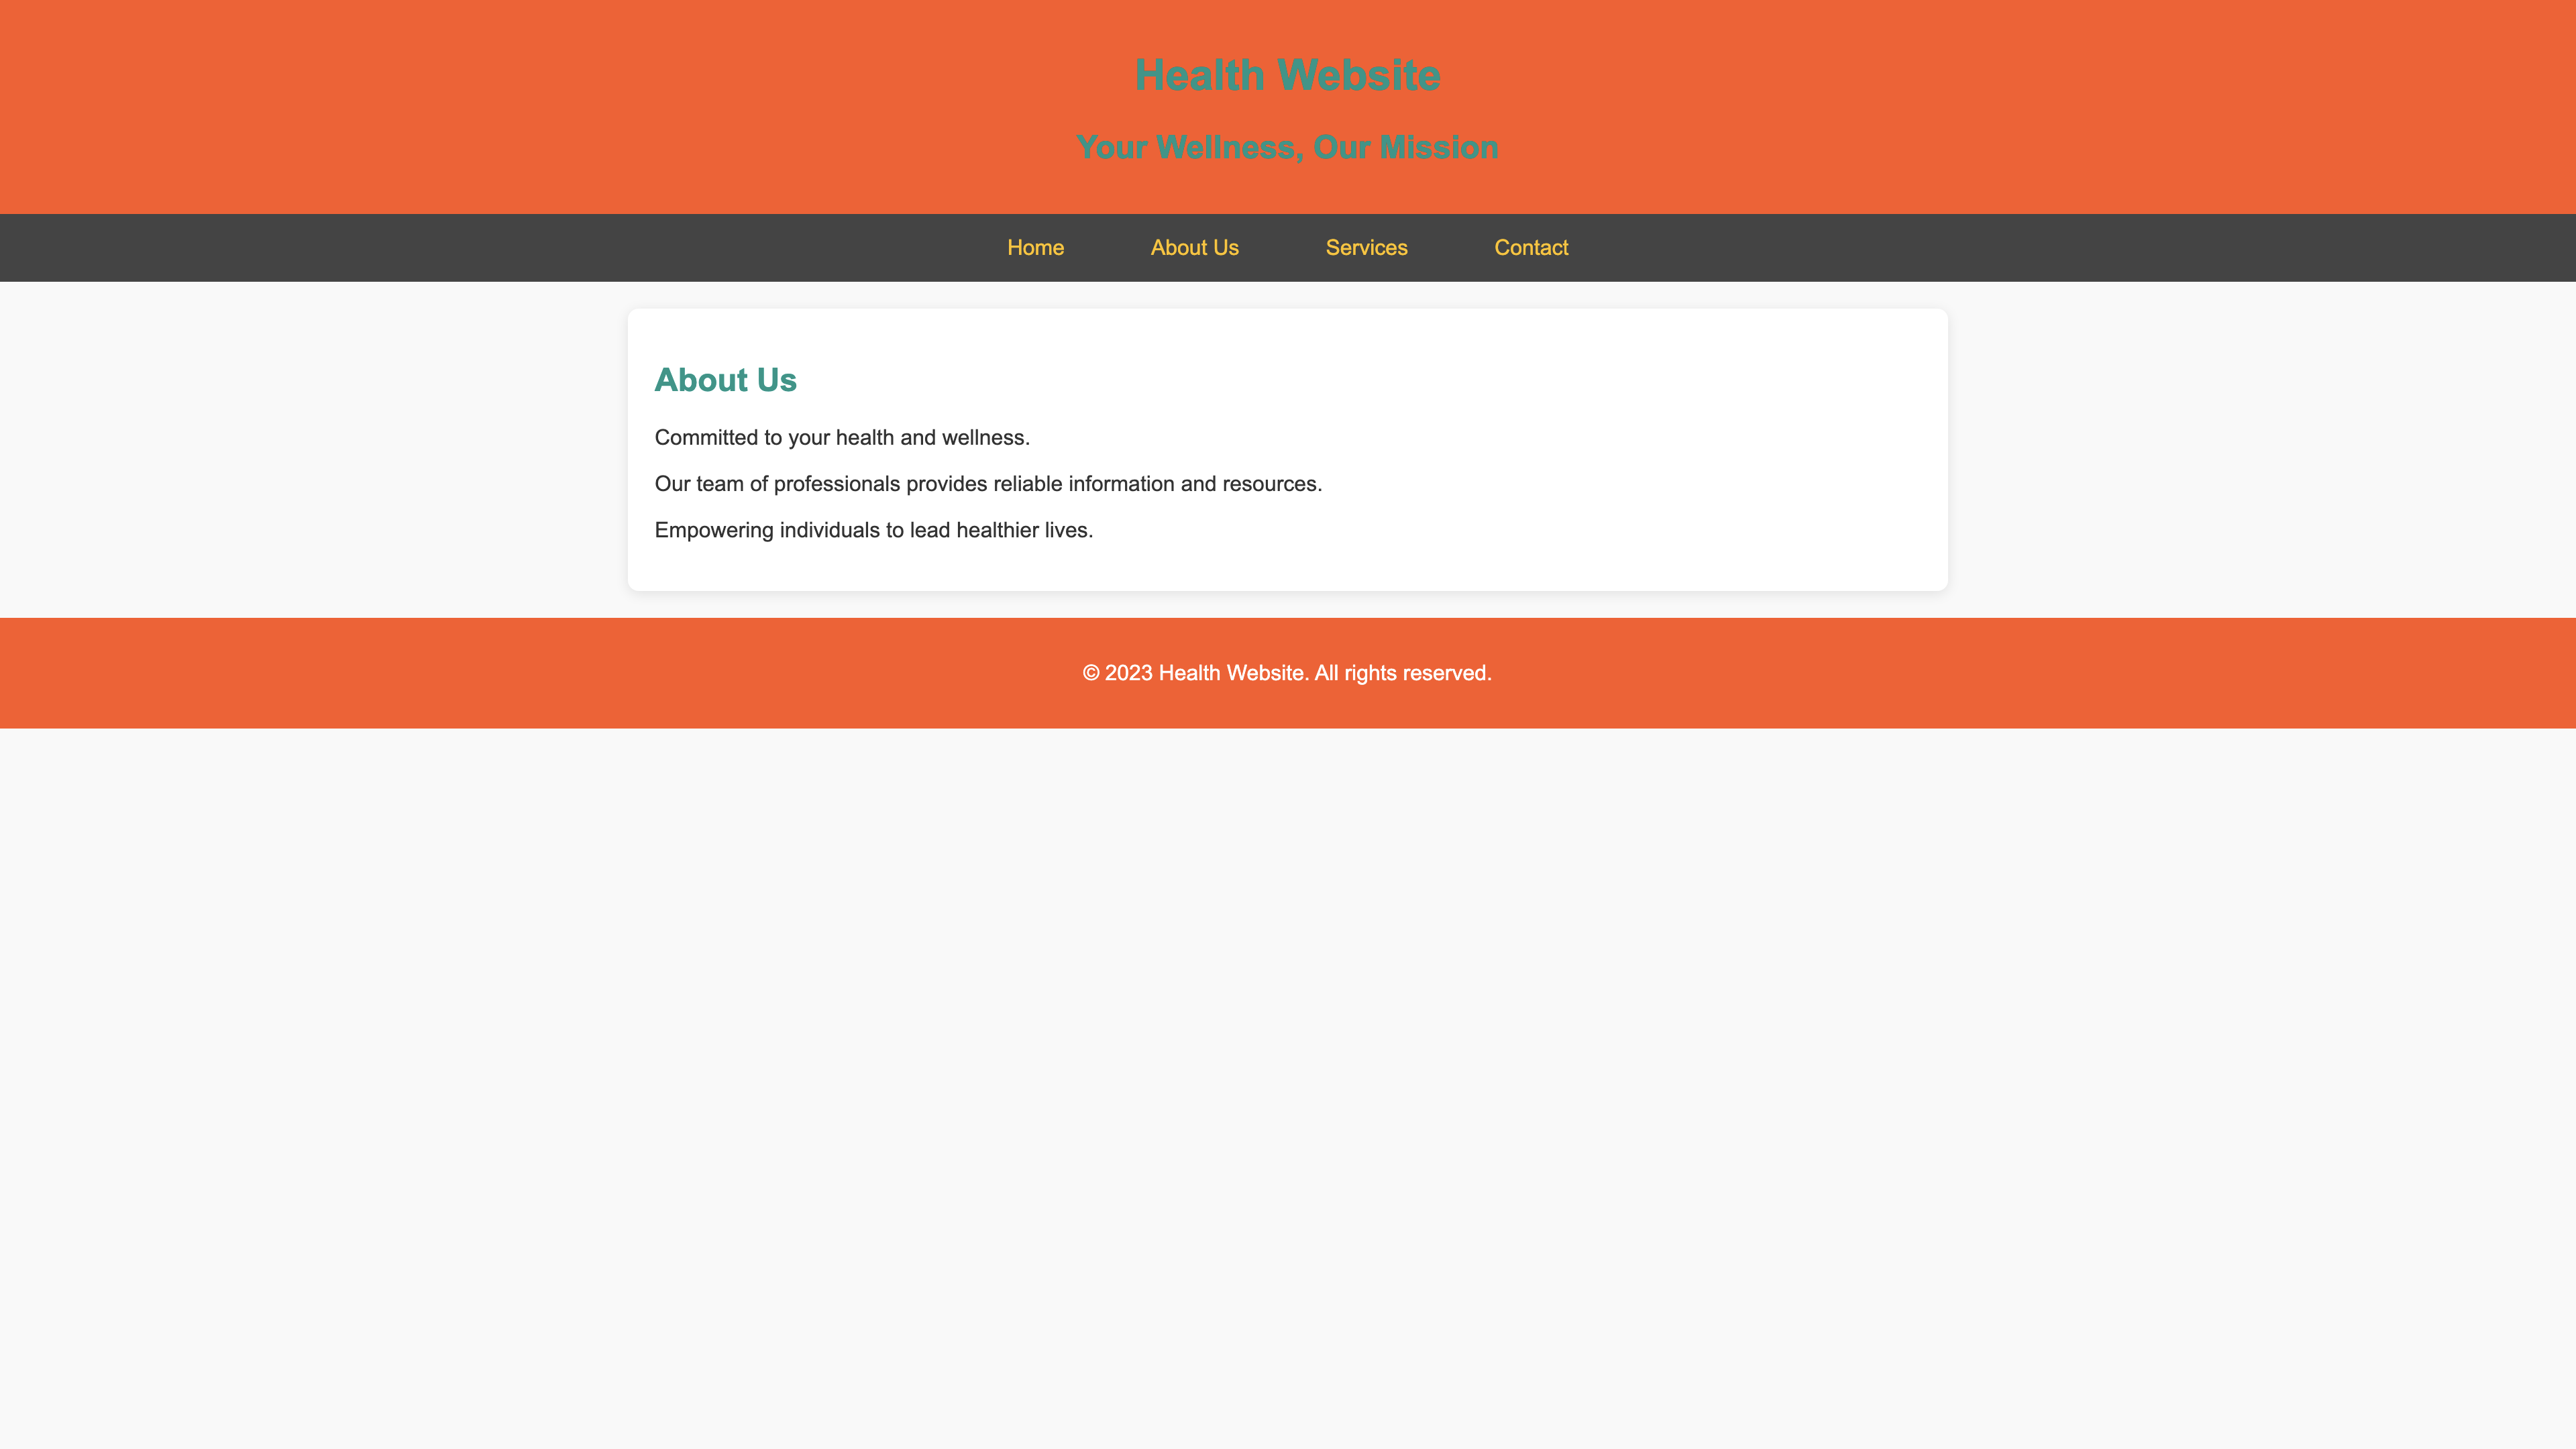 Health Website
Your Wellness, Our Mission
Home About Us Services Contact
About Us
Committed to your health and wellness.
Our team of professionals provides reliable information and resources.
Empowering individuals to lead healthier lives.
© 2023 Health Website. All rights reserved.